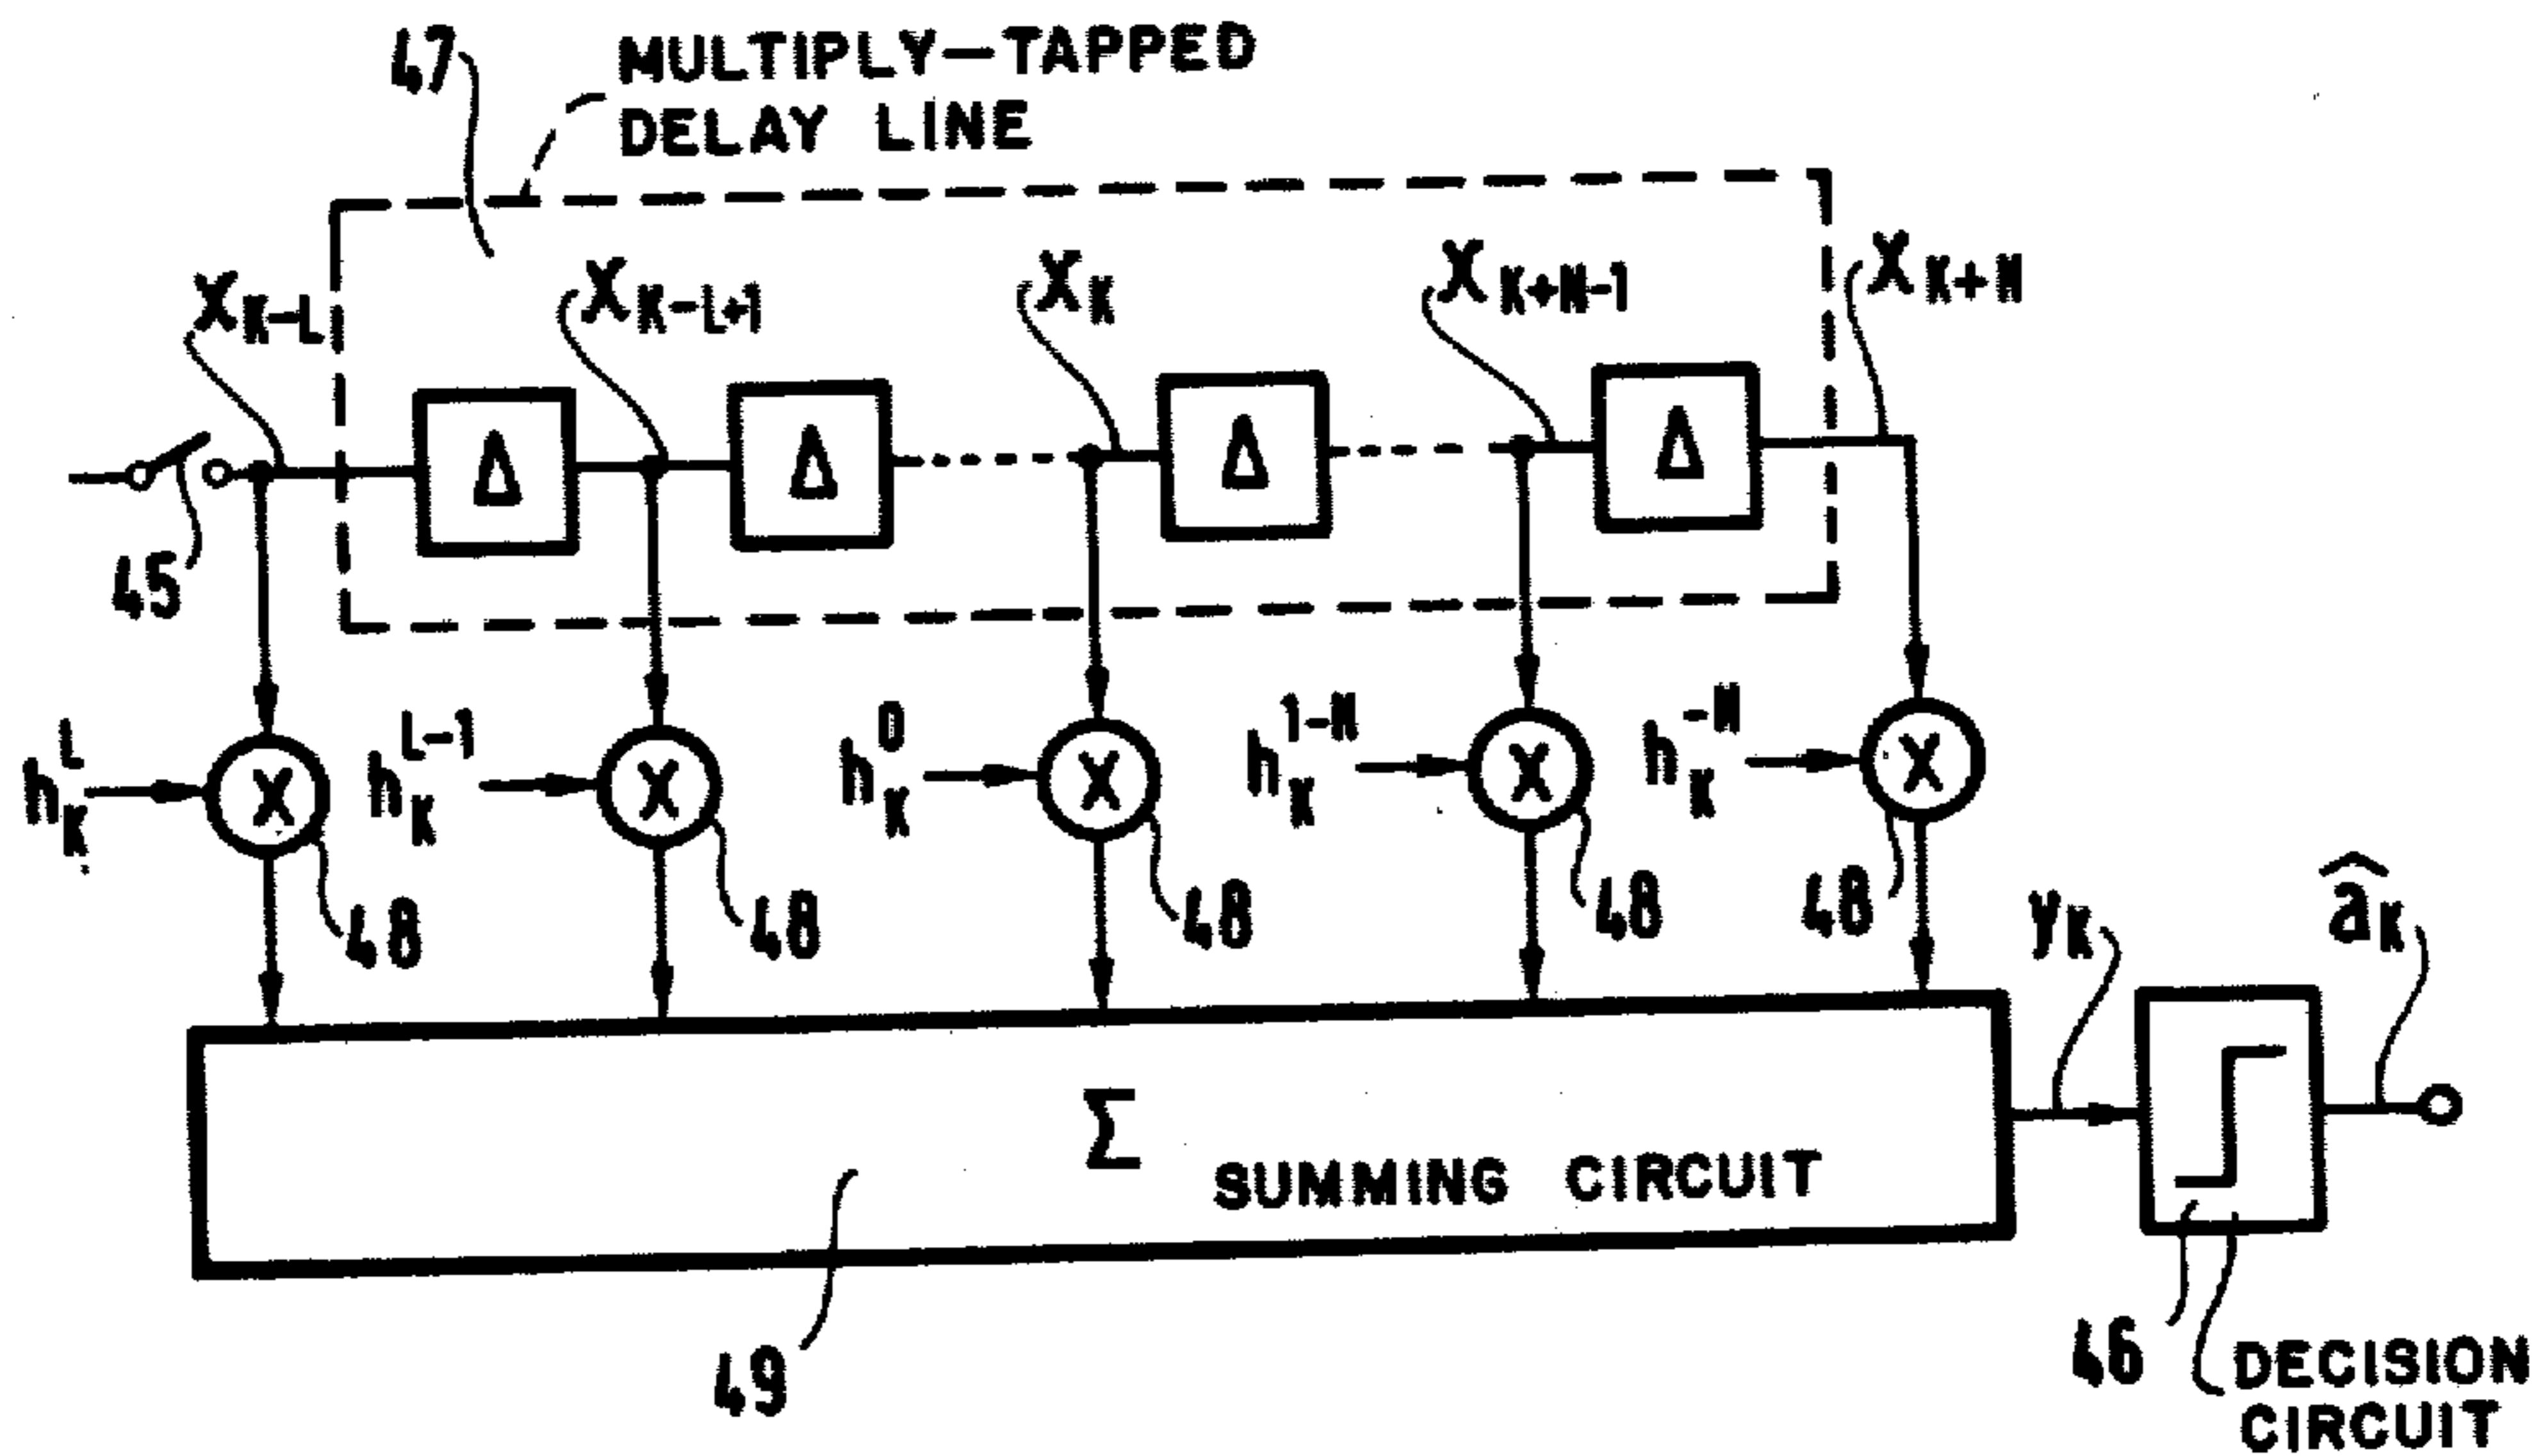 47
MULTIPLY-TAPPED
DELAY LINE
X_{K-L}
X_{K-L+1}
X_K
X_{K+N-1}
X_{K+N}
Δ Δ Δ Δ
45
h_K^L
h_K^{L-1}
h_K^0
h_K^{1-N}
h_K^{-N}
X X X X X
48 48 48 48 48
y_K
â_K
Σ
SUMMING CIRCUIT
49
46
DECISION
CIRCUIT